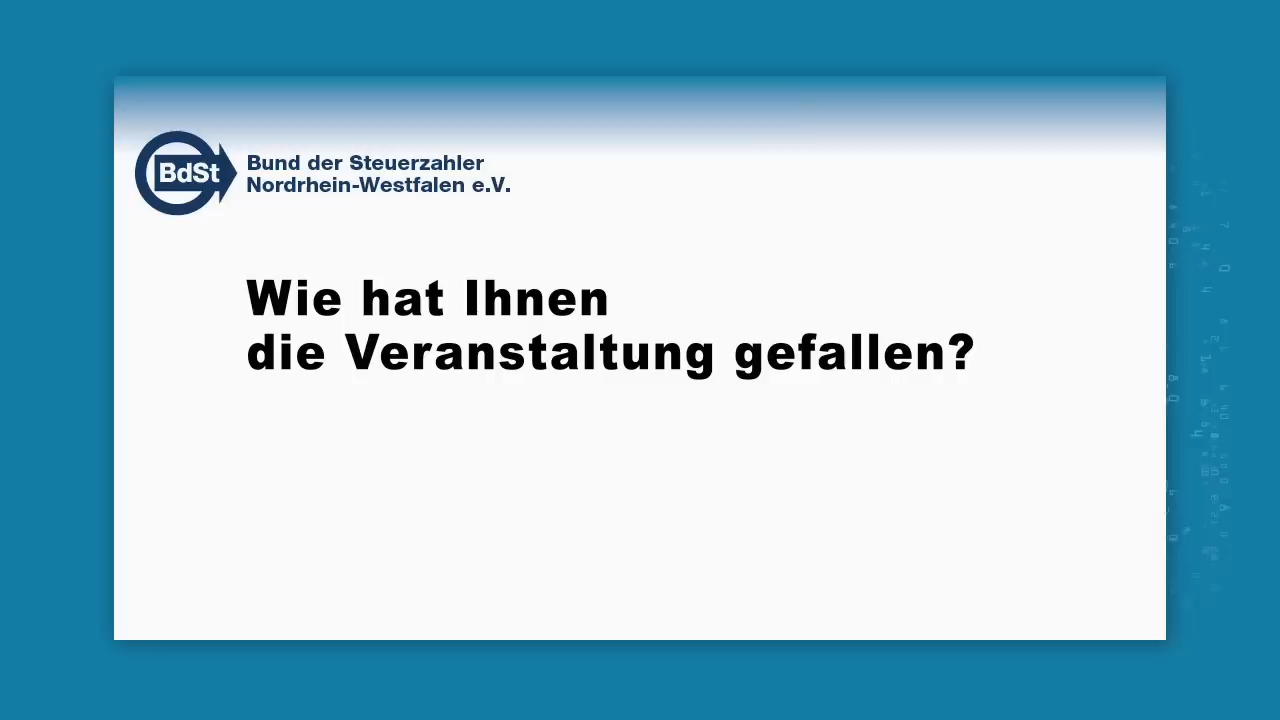 BdSt
Bund der Steuerzahler
Nordrhein-Westfalen e.V.
Wie hat Ihnen
die Veranstaltung gefallen?